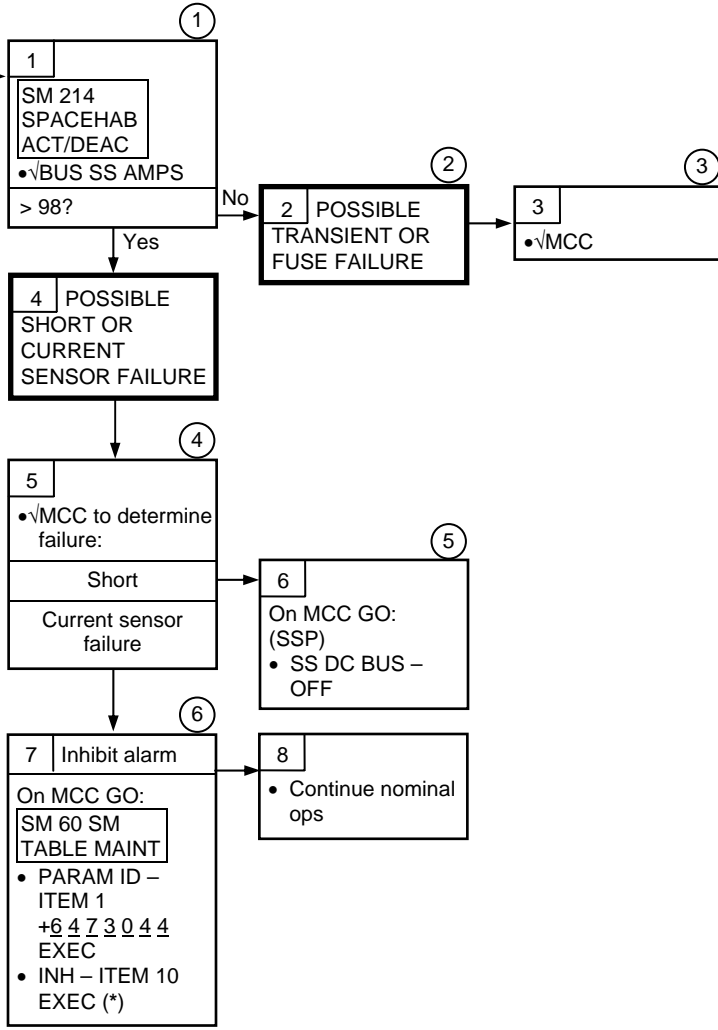 1
1
SM 214
SPACEHAB
ACT/DEAC
•√BUS SS AMPS
> 98?
No
Yes
2
2 POSSIBLE
TRANSIENT OR
FUSE FAILURE
3
3
•√MCC
4 POSSIBLE
SHORT OR
CURRENT
SENSOR FAILURE
4
5
•√MCC to determine
failure:
Short
Current sensor
failure
5
6
On MCC GO:
(SSP)
• SS DC BUS –
OFF
6
7 Inhibit alarm
On MCC GO:
SM 60 SM
TABLE MAINT
• PARAM ID –
ITEM 1
+6 4 7 3 0 4 4
EXEC
• INH – ITEM 10
EXEC (*)
8
• Continue nominal
ops